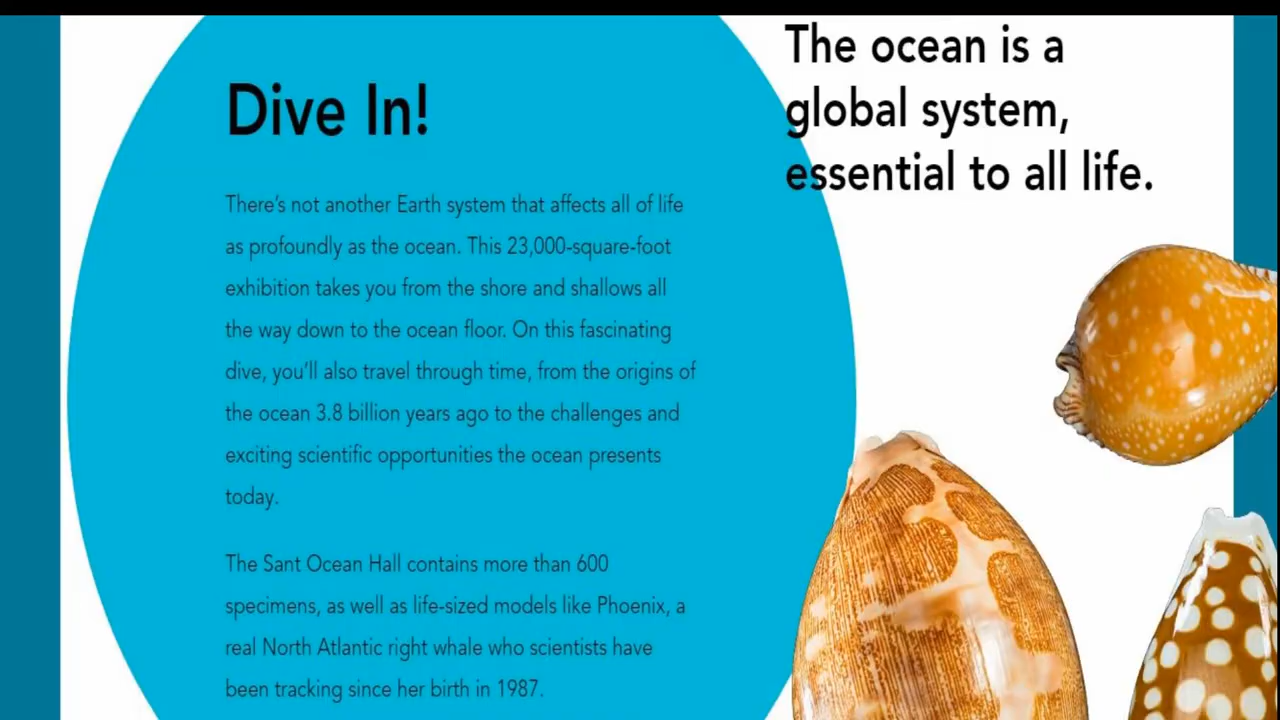 Dive In!
There's not another Earth system that affects all of life
as profoundly as the ocean. This 23,000-square-foot
exhibition takes you from the shore and shallows all
the way down to the ocean floor. On this fascinating
dive, you'll also travel through time, from the origins of
the ocean 3.8 billion years ago to the challenges and
exciting scientific opportunities the ocean presents
today.
The Sant Ocean Hall contains more than 600
specimens, as well as life-sized models like Phoenix, a
real North Atlantic right whale who scientists have
been tracking since her birth in 1987.
The ocean is a
global system,
essential to all life.